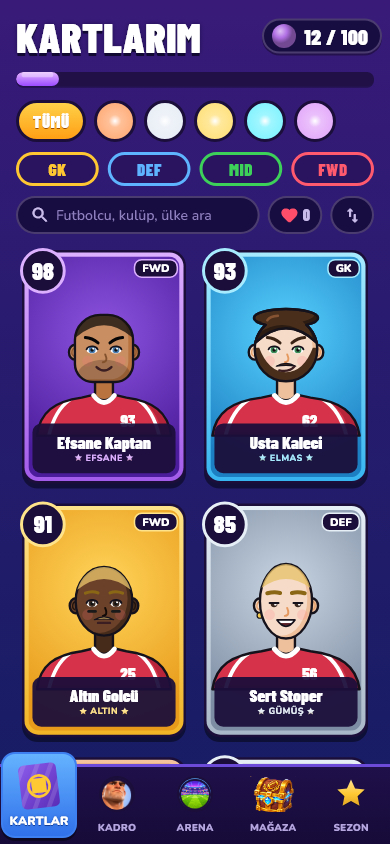 KARTLARIM
12 / 100
TÜMÜ
GK
DEF
MID
FWD
Futbolcu, kulüp, ülke ara
0
98
FWD
93
Efsane Kaptan
★ EFSANE ★
93
GK
62
Usta Kaleci
★ ELMAS ★
91
FWD
25
Altın Golcü
★ ALTIN ★
85
DEF
56
Sert Stoper
★ GÜMÜŞ ★
KARTLAR
KADRO
ARENA
MAĞAZA
SEZON